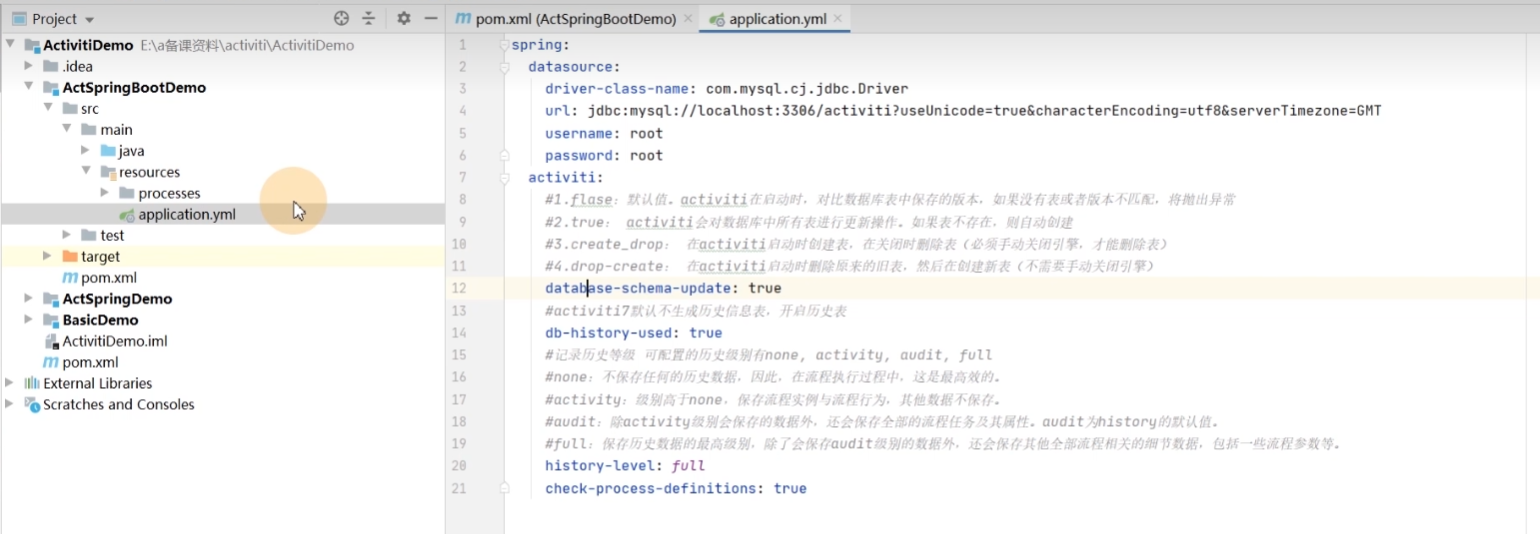 Project
ActivitiDemo E:\a备课资料\activiti\ActivitiDemo
.idea
ActSpringBootDemo
src
main
java
resources
processes
application.yml
test
target
pom.xml
ActSpringDemo
BasicDemo
ActivitiDemo.iml
pom.xml
External Libraries
Scratches and Consoles
pom.xml (ActSpringBootDemo) application.yml
1 spring:
2 datasource:
3 driver-class-name: com.mysql.cj.jdbc.Driver
4 url: jdbc:mysql://localhost:3306/activiti?useUnicode=true&characterEncoding=utf8&serverTimezone=GMT
5 username: root
6 password: root
7 activiti:
8 #1.flase：默认值。activiti在启动时，对比数据库表中保存的版本，如果没有表或者版本不匹配，将抛出异常
9 #2.true： activiti会对数据库中所有表进行更新操作。如果表不存在，则自动创建
10 #3.create_drop： 在activiti启动时创建表，在关闭时删除表（必须手动关闭引擎，才能删除表）
11 #4.drop-create： 在activiti启动时删除原来的旧表，然后在创建新表（不需要手动关闭引擎）
12 database-schema-update: true
13 #activiti7默认不生成历史信息表，开启历史表
14 db-history-used: true
15 #记录历史等级 可配置的历史级别有none, activity, audit, full
16 #none：不保存任何的历史数据，因此，在流程执行过程中，这是最高效的。
17 #activity：级别高于none，保存流程实例与流程行为，其他数据不保存。
18 #audit：除activity级别会保存的数据外，还会保存全部的流程任务及其属性。audit为history的默认值。
19 #full：保存历史数据的最高级别，除了会保存audit级别的数据外，还会保存其他全部流程相关的细节数据，包括一些流程参数等。
20 history-level: full
21 check-process-definitions: true